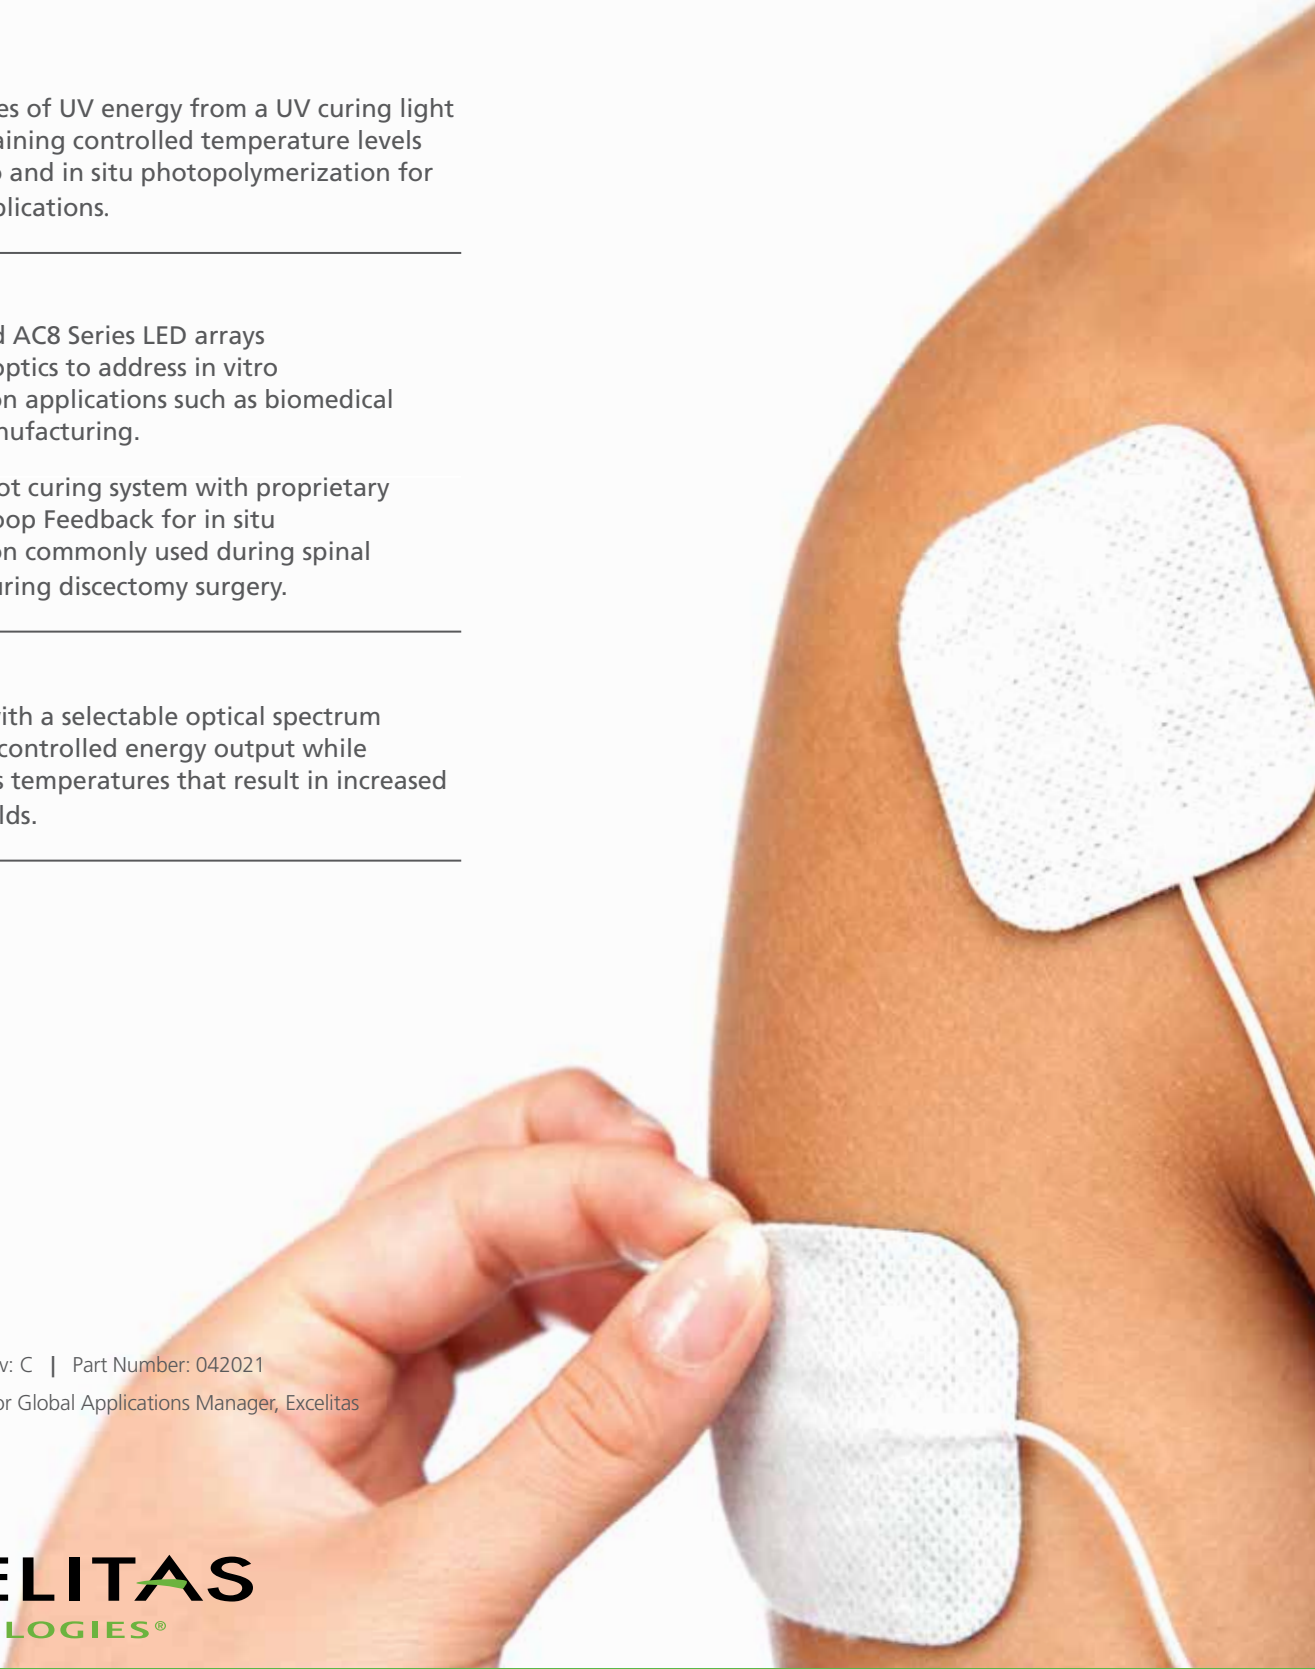 es of UV energy from a UV curing light
aining controlled temperature levels
and in situ photopolymerization for
plications.
d AC8 Series LED arrays
optics to address in vitro
on applications such as biomedical
nufacturing.
ot curing system with proprietary
oop Feedback for in situ
on commonly used during spinal
uring discectomy surgery.
with a selectable optical spectrum
controlled energy output while
s temperatures that result in increased
lds.
v: C | Part Number: 042021
or Global Applications Manager, Excelitas
ELITAS
LOGIES®